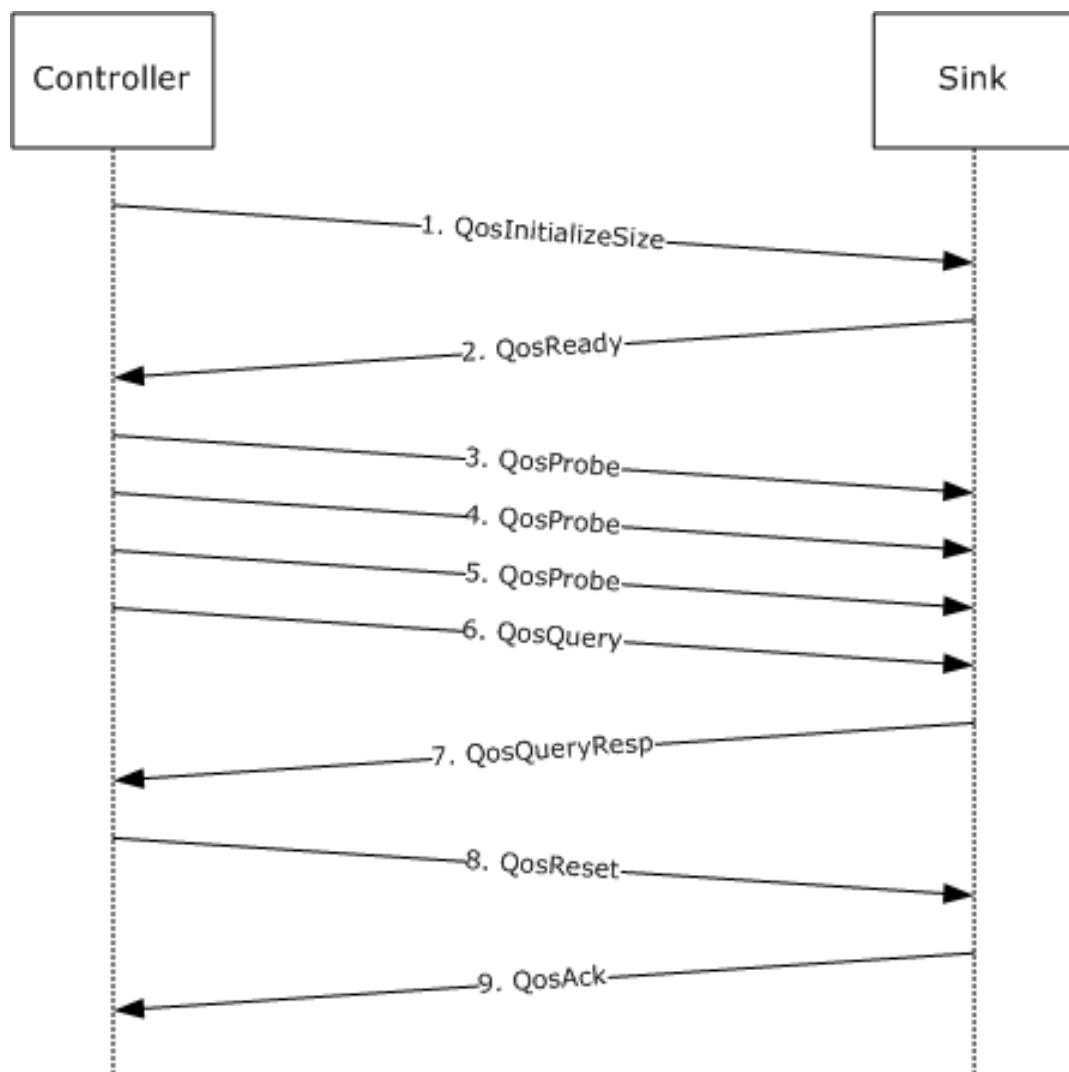 Controller
Sink
1. QosInitializeSize
2. QosReady
3. QosProbe
4. QosProbe
5. QosProbe
6. QosQuery
7. QosQueryResp
8. QosReset
9. QosAck